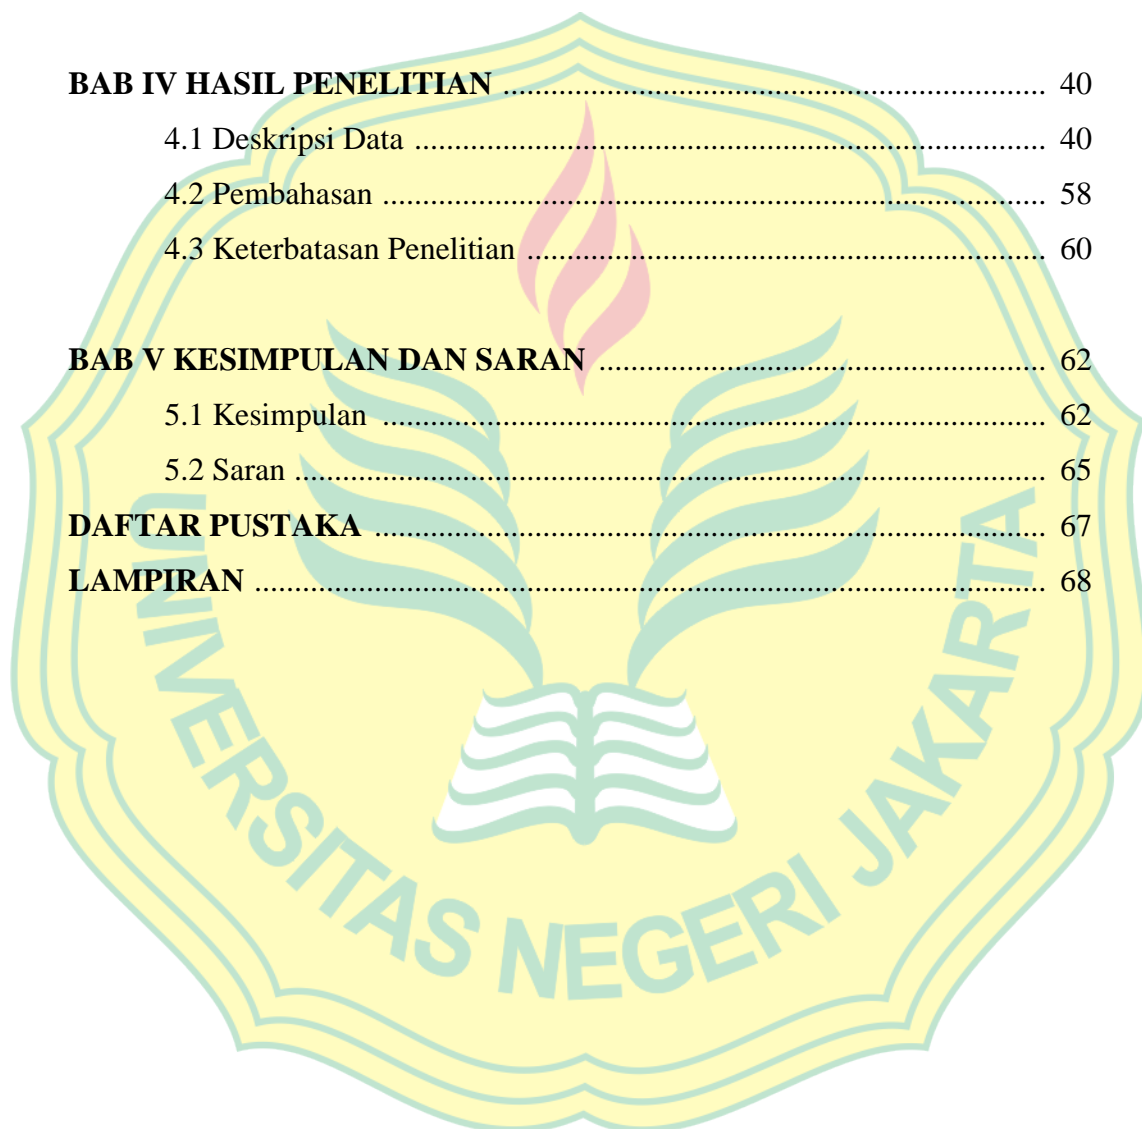 BAB IV HASIL PENELITIAN ..................................................................... 40
4.1 Deskripsi Data ................................................................................ 40
4.2 Pembahasan .................................................................................... 58
4.3 Keterbatasan Penelitian .................................................................. 60
BAB V KESIMPULAN DAN SARAN ......................................................... 62
5.1 Kesimpulan .................................................................................... 62
5.2 Saran ............................................................................................... 65
DAFTAR PUSTAKA ..................................................................................... 67
LAMPIRAN .................................................................................................... 68
UNIVERSITAS NEGERI JAKARTA